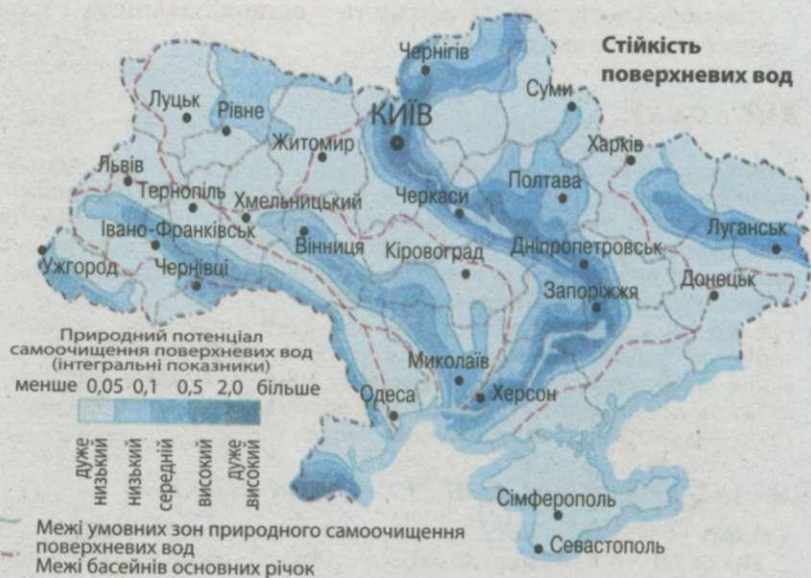 Стійкість
поверхневих вод
Чернігів
Суми
Луцьк
Рівне
КИЇВ
Житомир
Харків
Львів
Тернопіль
Хмельницький
Черкаси
Полтава
Івано-Франківськ
Вінниця
Кіровоград
Дніпропетровськ
Луганськ
Ужгород
Чернівці
Запоріжжя
Донецьк
Природний потенціал
самоочищення поверхневих вод
(інтегральні показники)
менше 0,05 0,1 0,5 2,0 більше
дуже низький
низький
середній
високий
дуже високий
Миколаїв
Одеса
Херсон
Сімферополь
Севастополь
Межі умовних зон природного самоочищення
поверхневих вод
Межі басейнів основних річок